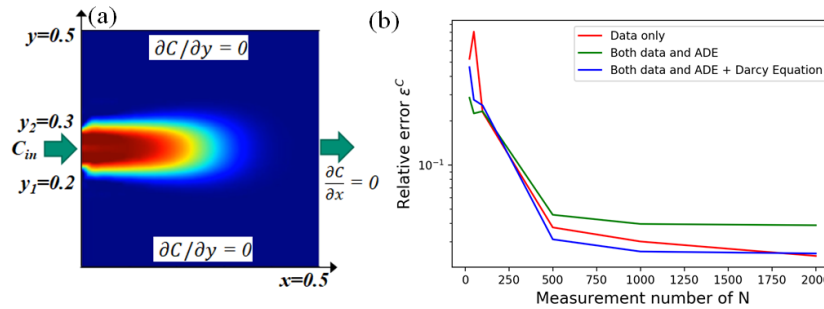 (a)
y=0.5
∂C/∂y = 0
y₂=0.3
C_in
y₁=0.2
∂C/∂x = 0
∂C/∂y = 0
x=0.5
(b)
Data only
Both data and ADE
Both data and ADE + Darcy Equation
Relative error ε^C
10⁻¹
0 250 500 750 1000 1250 1500 1750 2000
Measurement number of N